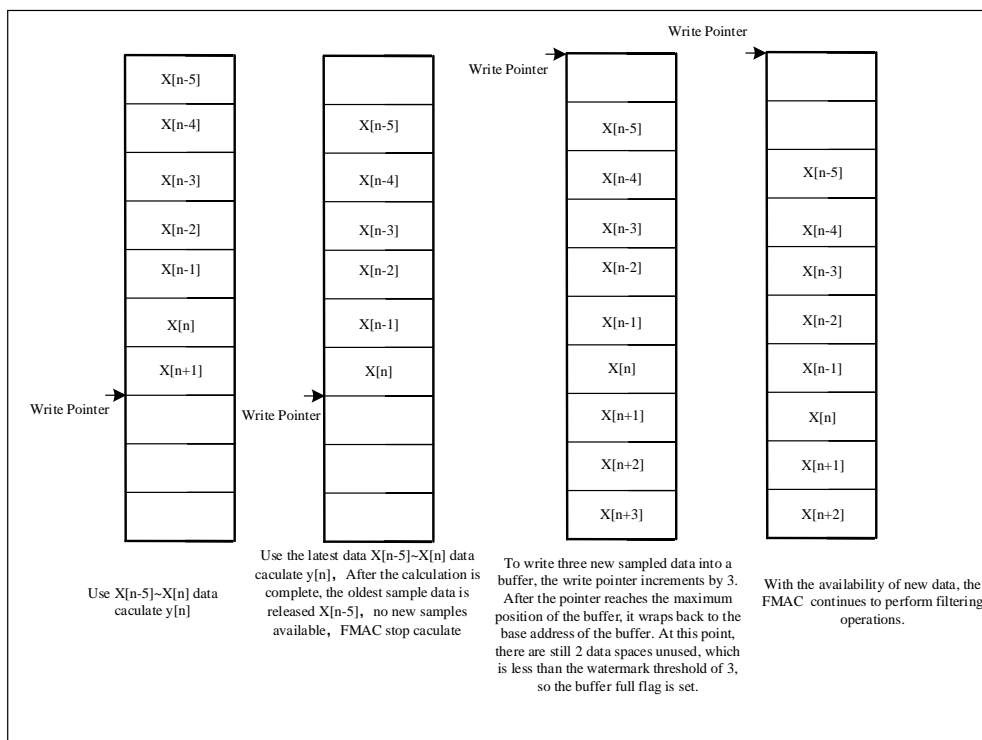 Write Pointer
X[n-5]
X[n-4]
X[n-3]
X[n-2]
X[n-1]
X[n]
X[n+1]
Write Pointer
Use X[n-5]~X[n] data
caculate y[n]
X[n-5]
X[n-4]
X[n-3]
X[n-2]
X[n-1]
X[n]
Write Pointer
Use the latest data X[n-5]~X[n] data
caculate y[n]，After the calculation is
complete, the oldest sample data is
released X[n-5]，no new samples
available，FMAC stop caculate
Write Pointer
X[n-5]
X[n-4]
X[n-3]
X[n-2]
X[n-1]
X[n]
X[n+1]
X[n+2]
X[n+3]
To write three new sampled data into a
buffer, the write pointer increments by 3.
After the pointer reaches the maximum
position of the buffer, it wraps back to the
base address of the buffer. At this point,
there are still 2 data spaces unused, which
is less than the watermark threshold of 3,
so the buffer full flag is set.
X[n-5]
X[n-4]
X[n-3]
X[n-2]
X[n-1]
X[n]
X[n+1]
X[n+2]
With the availability of new data, the
FMAC continues to perform filtering
operations.